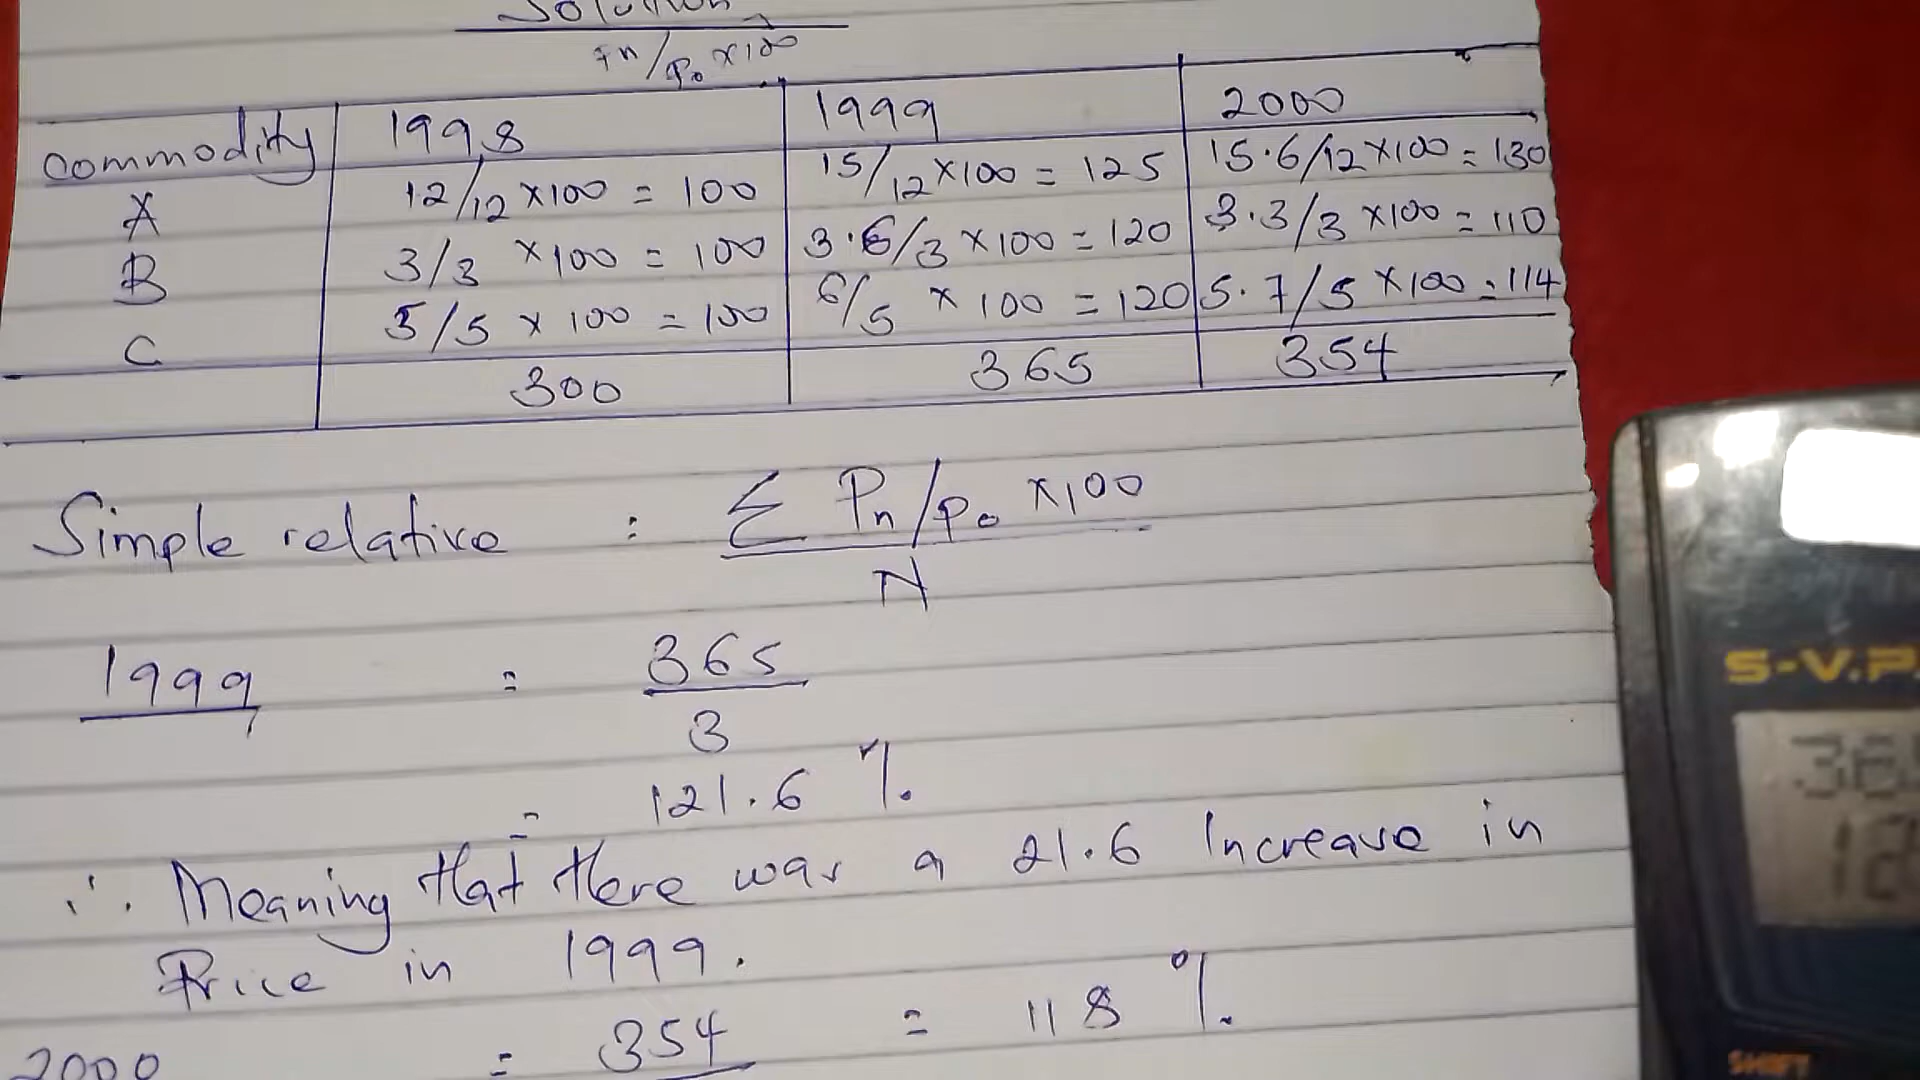 Solution
Pn/Po x100
Commodity 1998 1999 2000
A 12/12 x100 = 100 15/12 x100 = 125 15.6/12 x100 = 130
B 3/3 x100 = 100 3.6/3 x100 = 120 3.3/3 x100 = 110
C 5/5 x 100 = 100 6/5 x 100 = 120 5.7/5 x100 = 114
300 365 354
Simple relative : Σ Pn/Po x100
N
1999 = 365
3
= 121.6 %
∴ Meaning that there was a 21.6 Increase in
Price in 1999.
2000 = 354 = 118 %
S-V.P.
SHIFT